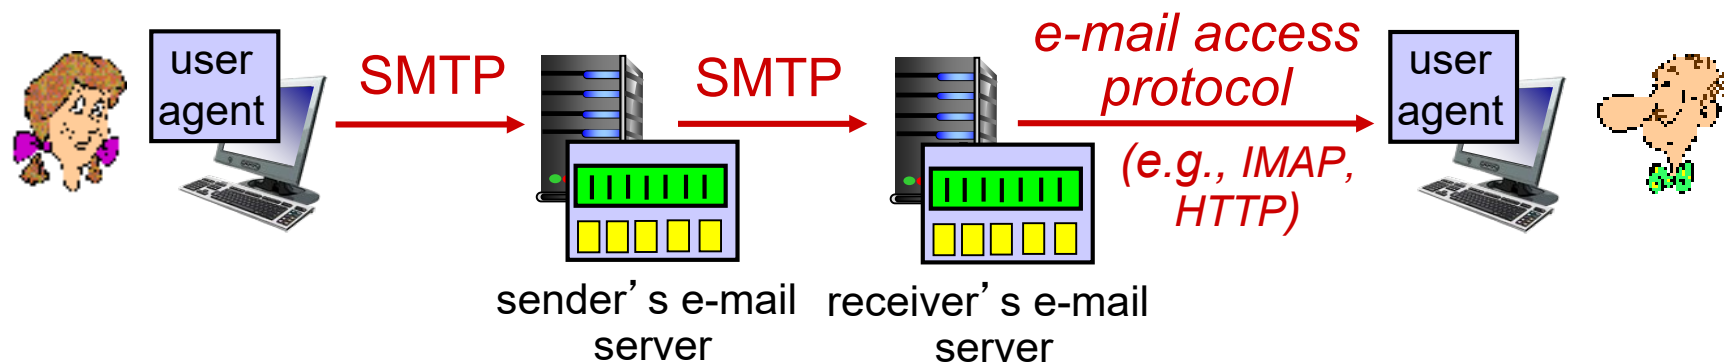 user
agent
SMTP
SMTP
e-mail access
protocol
(e.g., IMAP,
HTTP)
user
agent
sender’s e-mail
server
receiver’s e-mail
server